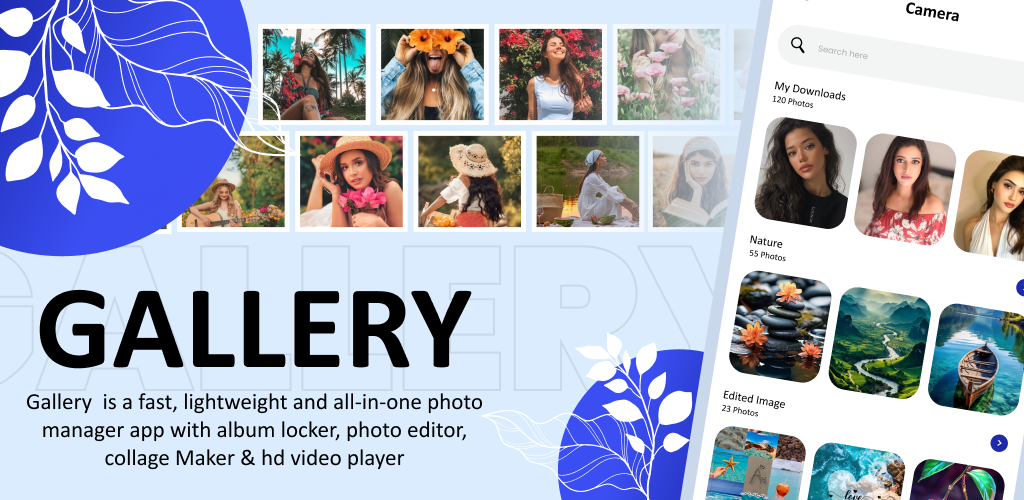 Camera
Search here
My Downloads
120 Photos
Nature
55 Photos
Edited Image
23 Photos
love
GALLERY
GALLERY
Gallery  is a fast, lightweight and all-in-one photo
manager app with album locker, photo editor,
collage Maker & hd video player